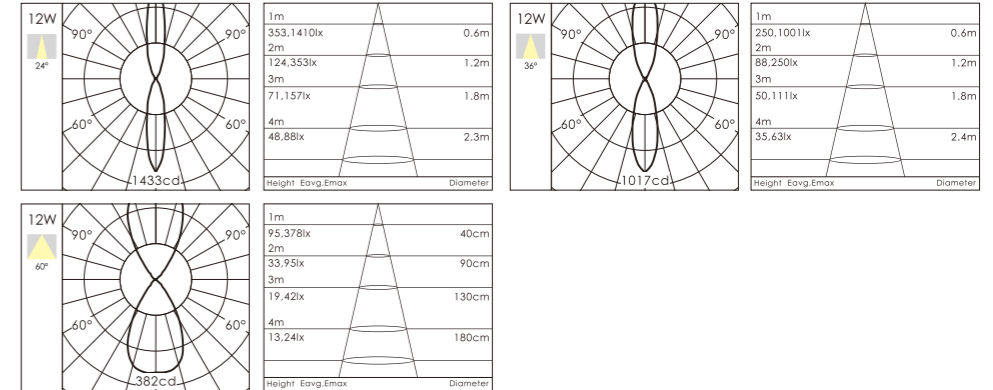 12W
24°
90°
90°
60°
60°
1433cd
1m
353,1410lx 0.6m
2m
124,353lx 1.2m
3m
71,157lx 1.8m
4m
48,88lx 2.3m
Height Eavg,Emax Diameter
12W
36°
90°
90°
60°
60°
1017cd
1m
250,1001lx 0.6m
2m
88,250lx 1.2m
3m
50,111lx 1.8m
4m
35,63lx 2.4m
Height Eavg,Emax Diameter
12W
60°
90°
90°
60°
60°
382cd
1m
95,378lx 40cm
2m
33,95lx 90cm
3m
19,42lx 130cm
4m
13,24lx 180cm
Height Eavg,Emax Diameter